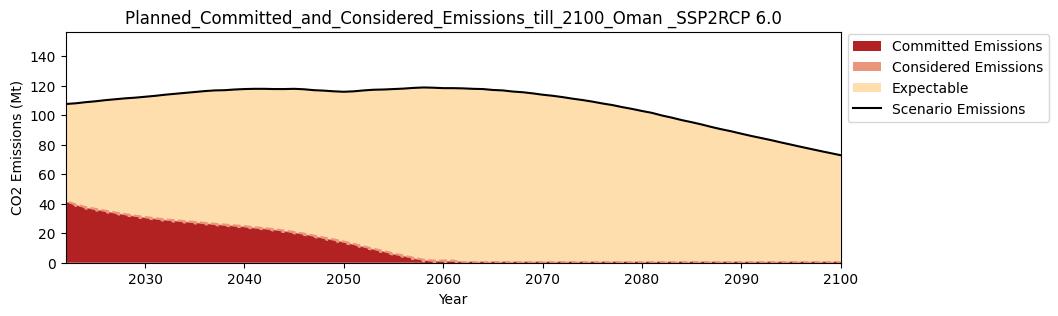 Planned_Committed_and_Considered_Emissions_till_2100_Oman _SSP2RCP 6.0
CO2 Emissions (Mt)
140
120
100
80
60
40
20
0
2030 2040 2050 2060 2070 2080 2090 2100
Year
Committed Emissions
Considered Emissions
Expectable
Scenario Emissions